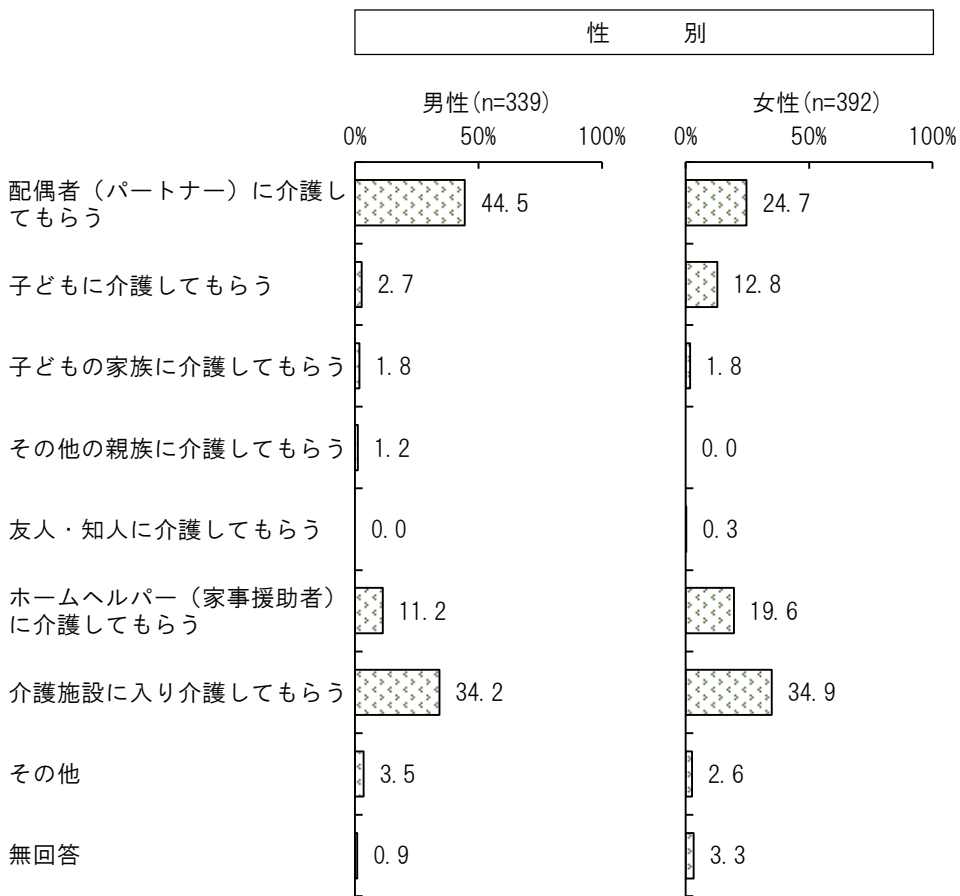 性　別
男性(n=339)　女性(n=392)
0%　50%　100%　0%　50%　100%
配偶者（パートナー）に介護し
てもらう
44.5　24.7
子どもに介護してもらう　2.7　12.8
子どもの家族に介護してもらう　1.8　1.8
その他の親族に介護してもらう　1.2　0.0
友人・知人に介護してもらう　0.0　0.3
ホームヘルパー（家事援助者）
に介護してもらう
11.2　19.6
介護施設に入り介護してもらう　34.2　34.9
その他　3.5　2.6
無回答　0.9　3.3